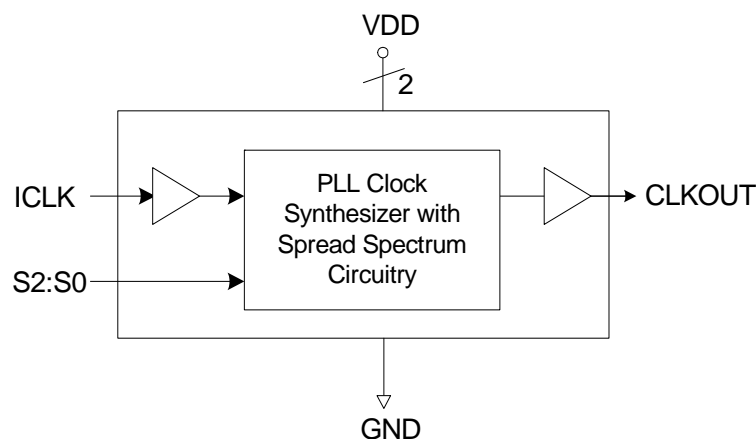 VDD
2
ICLK
PLL Clock
Synthesizer with
Spread Spectrum
Circuitry
CLKOUT
S2:S0
GND